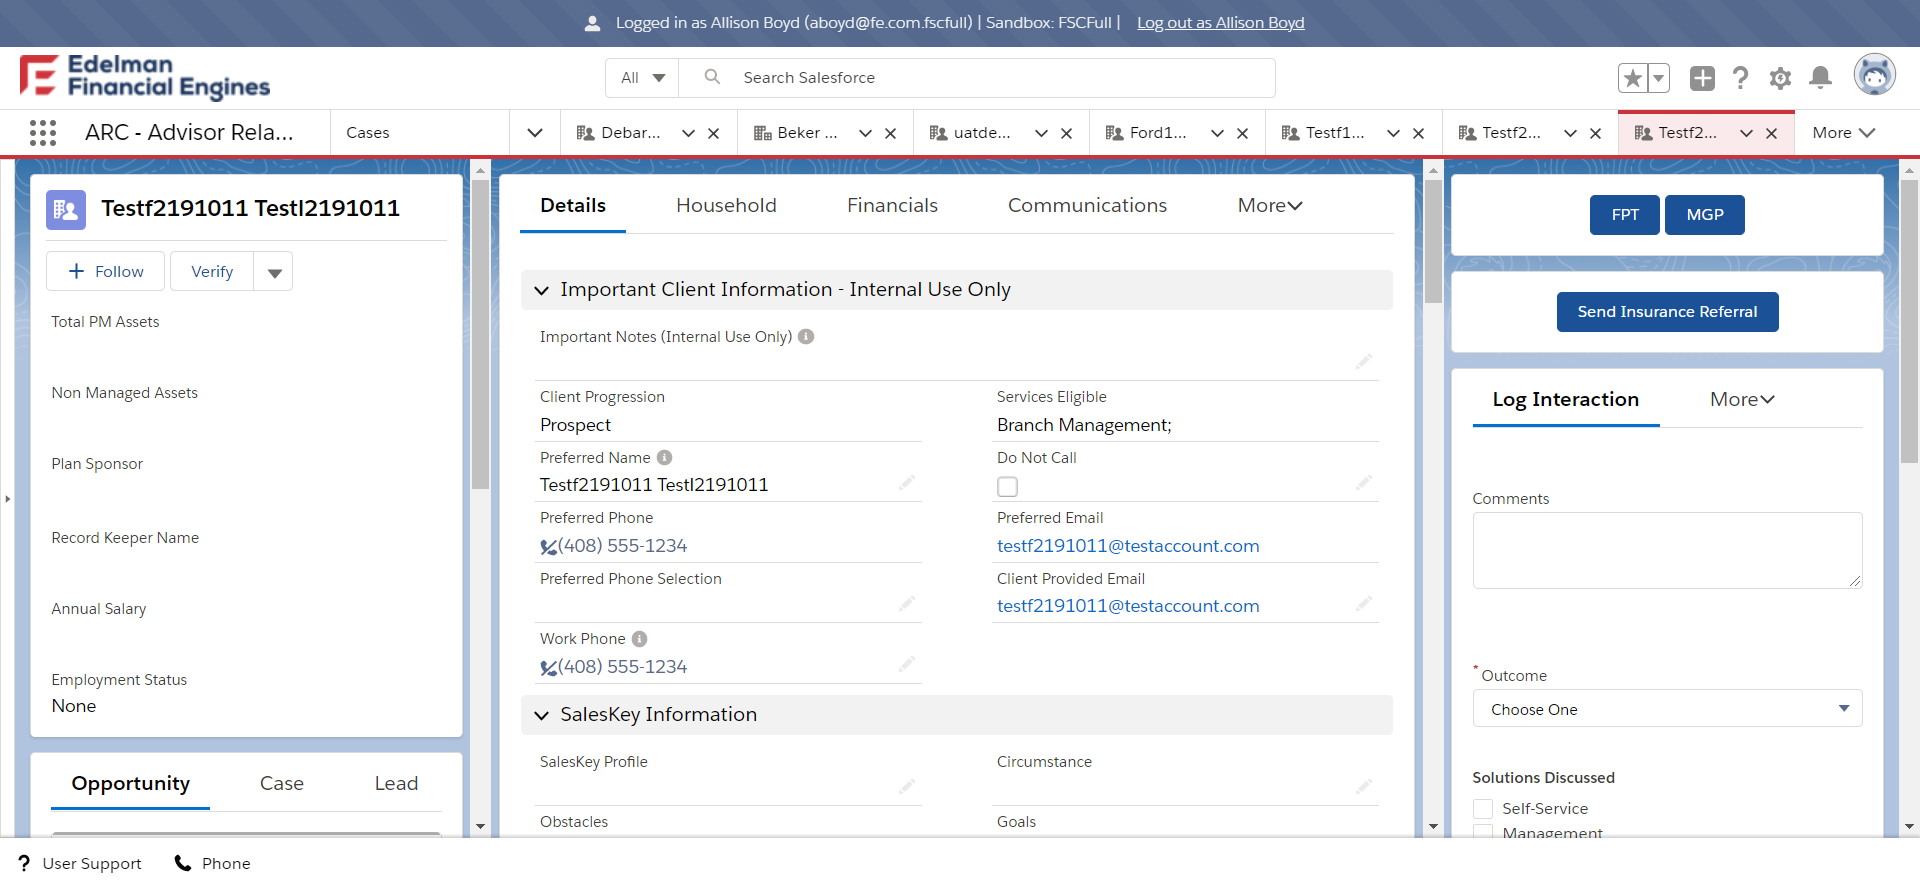 Logged in as Allison Boyd (aboyd@fe.com.fscfull) | Sandbox: FSCFull | Log out as Allison Boyd
Edelman
Financial Engines
All
Search Salesforce
ARC - Advisor Rela...
Cases
Debar...
Beker ...
uatde...
Ford1...
Testf1...
Testf2...
Testf2...
More
Testf2191011 Testl2191011
Follow
Verify
Total PM Assets
Non Managed Assets
Plan Sponsor
Record Keeper Name
Annual Salary
Employment Status
None
Opportunity
Case
Lead
Details
Household
Financials
Communications
More
Important Client Information - Internal Use Only
Important Notes (Internal Use Only)
Client Progression
Prospect
Services Eligible
Branch Management;
Preferred Name
Testf2191011 Testl2191011
Do Not Call
Preferred Phone
(408) 555-1234
Preferred Email
testf2191011@testaccount.com
Preferred Phone Selection
Client Provided Email
testf2191011@testaccount.com
Work Phone
(408) 555-1234
SalesKey Information
SalesKey Profile
Circumstance
Obstacles
Goals
FPT
MGP
Send Insurance Referral
Log Interaction
More
Comments
* Outcome
Choose One
Solutions Discussed
Self-Service
Management
? User Support
Phone